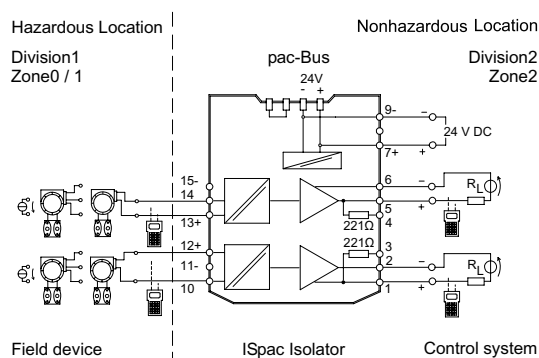 Hazardous Location
Nonhazardous Location
Division1
Zone0 / 1
pac-Bus
Division2
Zone2
24V
- +
9-
−
24 V DC
7+
+
15-
14
13+
6
−
R L
5
+
4
221Ω
221Ω
12+
11-
10
3
2
−
R L
1
+
Field device
ISpac Isolator
Control system